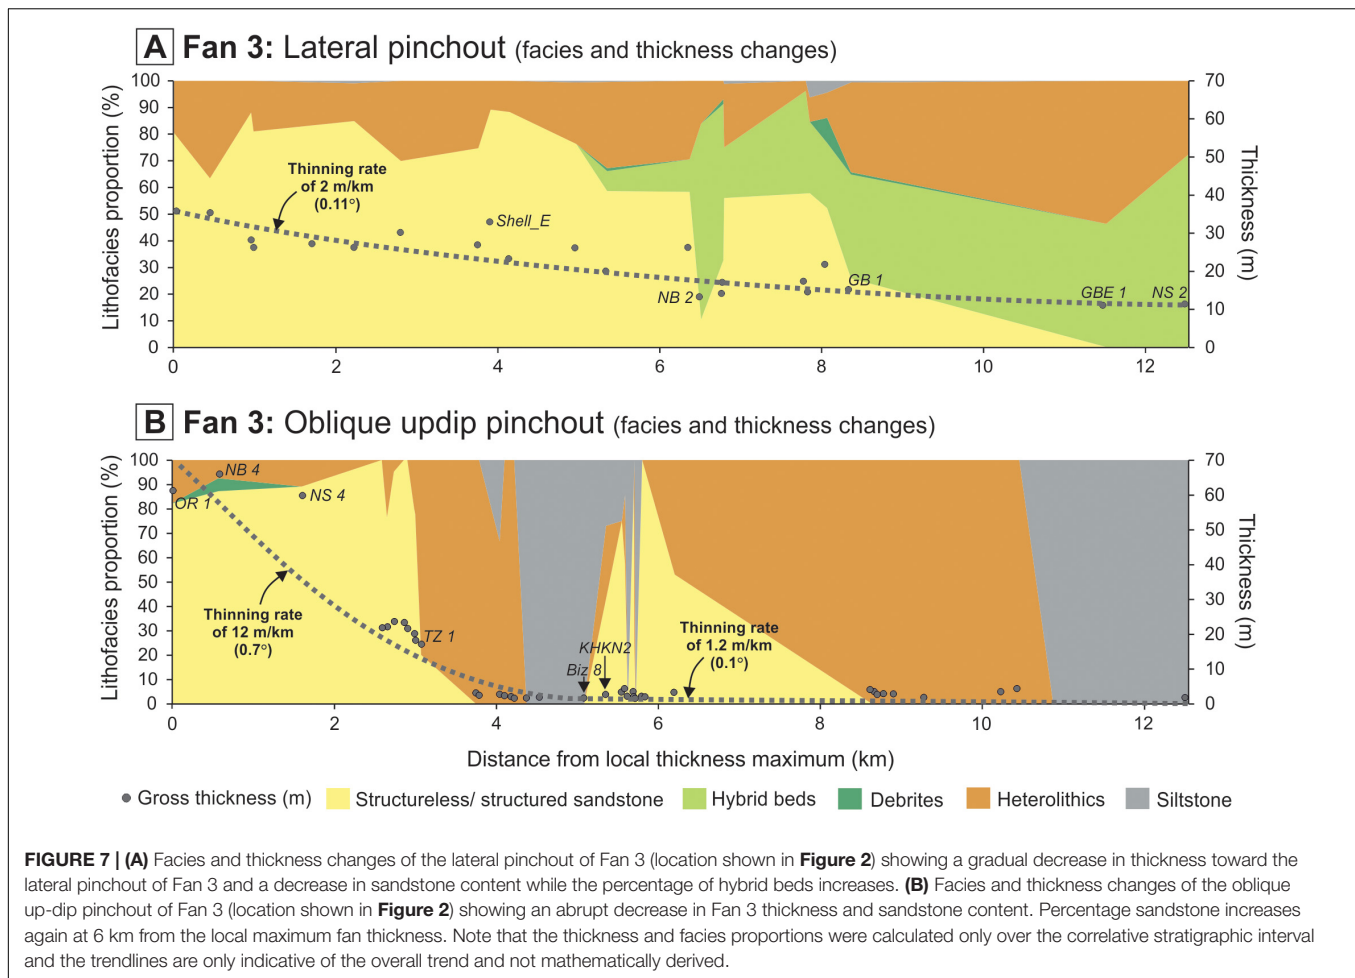 A Fan 3: Lateral pinchout (facies and thickness changes)
Lithofacies proportion (%)
100
90
80
70
60
50
40
30
20
10
0
Thinning rate
of 2 m/km
(0.11°)
Shell_E
NB 2
GB 1
GBE 1
NS 2
70
60
50
40
30
20
10
0
Thickness (m)
0 2 4 6 8 10 12
B Fan 3: Oblique updip pinchout (facies and thickness changes)
Lithofacies proportion (%)
100
90
80
70
60
50
40
30
20
10
0
OR 1
NB 4
NS 4
Thinning rate
of 12 m/km
(0.7°)
TZ 1
KHKN2
Biz 8
Thinning rate
of 1.2 m/km
(0.1°)
70
60
50
40
30
20
10
0
Thickness (m)
0 2 4 6 8 10 12
Distance from local thickness maximum (km)
Gross thickness (m) Structureless/ structured sandstone Hybrid beds Debrites Heterolithics Siltstone
FIGURE 7 | (A) Facies and thickness changes of the lateral pinchout of Fan 3 (location shown in Figure 2) showing a gradual decrease in thickness toward the
lateral pinchout of Fan 3 and a decrease in sandstone content while the percentage of hybrid beds increases. (B) Facies and thickness changes of the oblique
up-dip pinchout of Fan 3 (location shown in Figure 2) showing an abrupt decrease in Fan 3 thickness and sandstone content. Percentage sandstone increases
again at 6 km from the local maximum fan thickness. Note that the thickness and facies proportions were calculated only over the correlative stratigraphic interval
and the trendlines are only indicative of the overall trend and not mathematically derived.